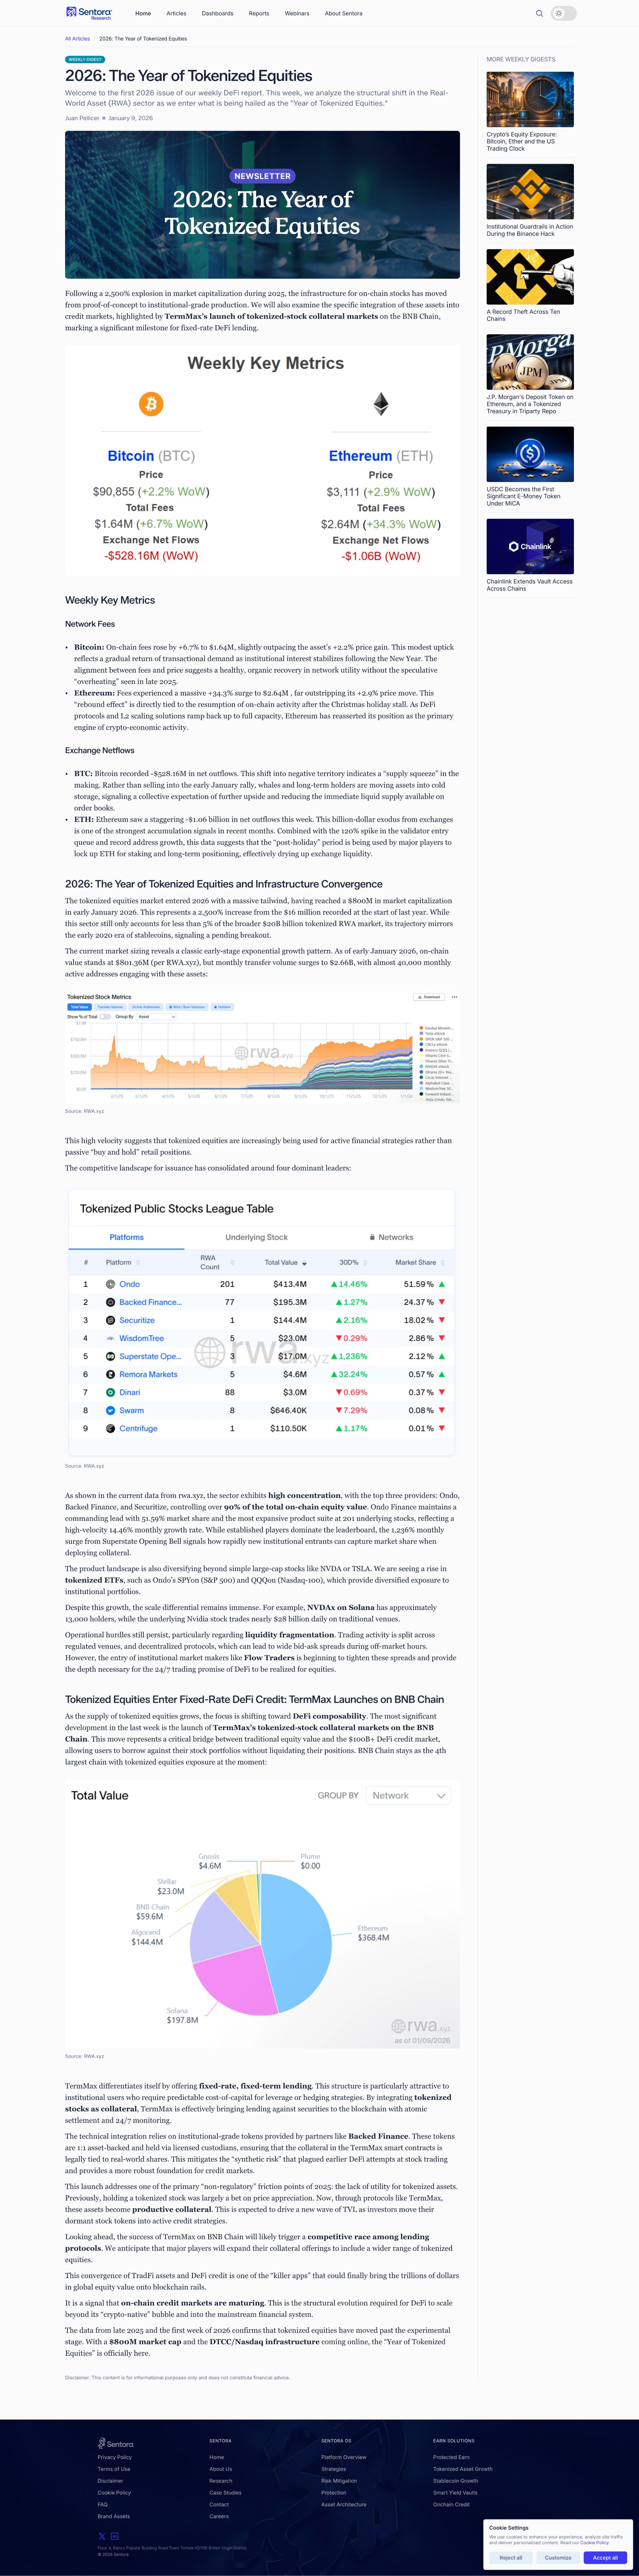 Sentora
Research
Home
Articles
Dashboards
Reports
Webinars
About Sentora
All Articles / 2026: The Year of Tokenized Equities
WEEKLY DIGEST
2026: The Year of Tokenized Equities
Welcome to the first 2026 issue of our weekly DeFi report. This week, we analyze the structural shift in the Real-
World Asset (RWA) sector as we enter what is being hailed as the "Year of Tokenized Equities."
Juan Pellicer January 9, 2026
NEWSLETTER
2026: The Year of
Tokenized Equities
Following a 2,500% explosion in market capitalization during 2025, the infrastructure for on-chain stocks has moved
from proof-of-concept to institutional-grade production. We will also examine the specific integration of these assets into
credit markets, highlighted by TermMax's launch of tokenized-stock collateral markets on the BNB Chain,
marking a significant milestone for fixed-rate DeFi lending.
Weekly Key Metrics
Bitcoin (BTC)
Price
$90,855 (+2.2% WoW)
Total Fees
$1.64M (+6.7% WoW)
Exchange Net Flows
-$528.16M (WoW)
Ethereum (ETH)
Price
$3,111 (+2.9% WoW)
Total Fees
$2.64M (+34.3% WoW)
Exchange Net Flows
-$1.06B (WoW)
Weekly Key Metrics
Network Fees
• Bitcoin: On-chain fees rose by +6.7% to $1.64M, slightly outpacing the asset's +2.2% price gain. This modest uptick
reflects a gradual return of transactional demand as institutional interest stabilizes following the New Year. The
alignment between fees and price suggests a healthy, organic recovery in network utility without the speculative
“overheating” seen in late 2025.
• Ethereum: Fees experienced a massive +34.3% surge to $2.64M , far outstripping its +2.9% price move. This
“rebound effect” is directly tied to the resumption of on-chain activity after the Christmas holiday stall. As DeFi
protocols and L2 scaling solutions ramp back up to full capacity, Ethereum has reasserted its position as the primary
engine of crypto-economic activity.
Exchange Netflows
• BTC: Bitcoin recorded -$528.16M in net outflows. This shift into negative territory indicates a “supply squeeze” in the
making. Rather than selling into the early January rally, whales and long-term holders are moving assets into cold
storage, signaling a collective expectation of further upside and reducing the immediate liquid supply available on
order books.
• ETH: Ethereum saw a staggering -$1.06 billion in net outflows this week. This billion-dollar exodus from exchanges
is one of the strongest accumulation signals in recent months. Combined with the 120% spike in the validator entry
queue and record address growth, this data suggests that the “post-holiday” period is being used by major players to
lock up ETH for staking and long-term positioning, effectively drying up exchange liquidity.
2026: The Year of Tokenized Equities and Infrastructure Convergence
The tokenized equities market entered 2026 with a massive tailwind, having reached a $800M in market capitalization
in early January 2026. This represents a 2,500% increase from the $16 million recorded at the start of last year. While
this sector still only accounts for less than 5% of the broader $20B billion tokenized RWA market, its trajectory mirrors
the early 2020 era of stablecoins, signaling a pending breakout.
The current market sizing reveals a classic early-stage exponential growth pattern. As of early January 2026, on-chain
value stands at $801.36M (per RWA.xyz), but monthly transfer volume surges to $2.66B, with almost 40,000 monthly
active addresses engaging with these assets:
Tokenized Stock Metrics
Download
Total Value
Transfer Volume
Active Addresses
Mint / Burn Volumes
Holders
Show % of Total
Group By
Asset
rwa.xyz
Source: RWA.xyz
This high velocity suggests that tokenized equities are increasingly being used for active financial strategies rather than
passive “buy and hold” retail positions.
The competitive landscape for issuance has consolidated around four dominant leaders:
Tokenized Public Stocks League Table
Platforms
Underlying Stock
Networks
# Platform RWA Count Total Value 30D% Market Share
1 Ondo 201 $413.4M ▲14.46% 51.59% ▲
2 Backed Finance... 77 $195.3M ▲1.27% 24.37% ▼
3 Securitize 1 $144.4M ▲2.16% 18.02% ▼
4 WisdomTree 5 $23.0M ▼0.29% 2.86% ▼
5 Superstate Ope... 3 $17.0M ▲1,236% 2.12% ▲
6 Remora Markets 5 $4.6M ▲32.24% 0.57% ▲
7 Dinari 88 $3.0M ▼0.69% 0.37% ▼
8 Swarm 8 $646.40K ▼7.29% 0.08% ▼
9 Centrifuge 1 $110.50K ▲1.17% 0.01% ▼
rwa.xyz
Source: RWA.xyz
As shown in the current data from rwa.xyz, the sector exhibits high concentration, with the top three providers: Ondo,
Backed Finance, and Securitize, controlling over 90% of the total on-chain equity value. Ondo Finance maintains a
commanding lead with 51.59% market share and the most expansive product suite at 201 underlying stocks, reflecting a
high-velocity 14.46% monthly growth rate. While established players dominate the leaderboard, the 1,236% monthly
surge from Superstate Opening Bell signals how rapidly new institutional entrants can capture market share when
deploying collateral.
The product landscape is also diversifying beyond simple large-cap stocks like NVDA or TSLA. We are seeing a rise in
tokenized ETFs, such as Ondo's SPYon (S&P 500) and QQQon (Nasdaq-100), which provide diversified exposure to
institutional portfolios.
Despite this growth, the scale differential remains immense. For example, NVDAx on Solana has approximately
13,000 holders, while the underlying Nvidia stock trades nearly $28 billion daily on traditional venues.
Operational hurdles still persist, particularly regarding liquidity fragmentation. Trading activity is split across
regulated venues, and decentralized protocols, which can lead to wide bid-ask spreads during off-market hours.
However, the entry of institutional market makers like Flow Traders is beginning to tighten these spreads and provide
the depth necessary for the 24/7 trading promise of DeFi to be realized for equities.
Tokenized Equities Enter Fixed-Rate DeFi Credit: TermMax Launches on BNB Chain
As the supply of tokenized equities grows, the focus is shifting toward DeFi composability. The most significant
development in the last week is the launch of TermMax's tokenized-stock collateral markets on the BNB
Chain. This move represents a critical bridge between traditional equity value and the $100B+ DeFi credit market,
allowing users to borrow against their stock portfolios without liquidating their positions. BNB Chain stays as the 4th
largest chain with tokenized equities exposure at the moment:
Total Value
GROUP BY
Network
Gnosis
$4.6M
Plume
$0.00
Stellar
$23.0M
BNB Chain
$59.6M
Algorand
$144.4M
Ethereum
$368.4M
Solana
$197.8M
rwa.xyz
as of 01/09/2026
Source: RWA.xyz
TermMax differentiates itself by offering fixed-rate, fixed-term lending. This structure is particularly attractive to
institutional users who require predictable cost-of-capital for leverage or hedging strategies. By integrating tokenized
stocks as collateral, TermMax is effectively bringing lending against securities to the blockchain with atomic
settlement and 24/7 monitoring.
The technical integration relies on institutional-grade tokens provided by partners like Backed Finance. These tokens
are 1:1 asset-backed and held via licensed custodians, ensuring that the collateral in the TermMax smart contracts is
legally tied to real-world shares. This mitigates the “synthetic risk” that plagued earlier DeFi attempts at stock trading
and provides a more robust foundation for credit markets.
This launch addresses one of the primary “non-regulatory” friction points of 2025: the lack of utility for tokenized assets.
Previously, holding a tokenized stock was largely a bet on price appreciation. Now, through protocols like TermMax,
these assets become productive collateral. This is expected to drive a new wave of TVL as investors move their
dormant stock tokens into active credit strategies.
Looking ahead, the success of TermMax on BNB Chain will likely trigger a competitive race among lending
protocols. We anticipate that major players will expand their collateral offerings to include a wider range of tokenized
equities.
This convergence of TradFi assets and DeFi credit is one of the “killer apps” that could finally bring the trillions of dollars
in global equity value onto blockchain rails.
It is a signal that on-chain credit markets are maturing. This is the structural evolution required for DeFi to scale
beyond its “crypto-native” bubble and into the mainstream financial system.
The data from late 2025 and the first week of 2026 confirms that tokenized equities have moved past the experimental
stage. With a $800M market cap and the DTCC/Nasdaq infrastructure coming online, the “Year of Tokenized
Equities” is officially here.
Disclaimer: This content is for informational purposes only and does not constitute financial advice.
MORE WEEKLY DIGESTS
Crypto's Equity Exposure:
Bitcoin, Ether and the US
Trading Clock
Institutional Guardrails in Action
During the Binance Hack
A Record Theft Across Ten
Chains
J.P. Morgan's Deposit Token on
Ethereum, and a Tokenized
Treasury in Triparty Repo
USDC Becomes the First
Significant E-Money Token
Under MiCA
Chainlink
Chainlink Extends Vault Access
Across Chains
Sentora
Privacy Policy
Terms of Use
Disclaimer
Cookie Policy
FAQ
Brand Assets
SENTORA
Home
About Us
Research
Case Studies
Contact
Careers
SENTORA OS
Platform Overview
Strategies
Risk Mitigation
Protection
Asset Architecture
EARN SOLUTIONS
Protected Earn
Tokenized Asset Growth
Stablecoin Growth
Smart Yield Vaults
Onchain Credit
© 2026 Sentora
Cookie Settings
We use cookies to enhance your experience, analyze site traffic
and deliver personalized content. Read our Cookie Policy.
Reject all
Customize
Accept all